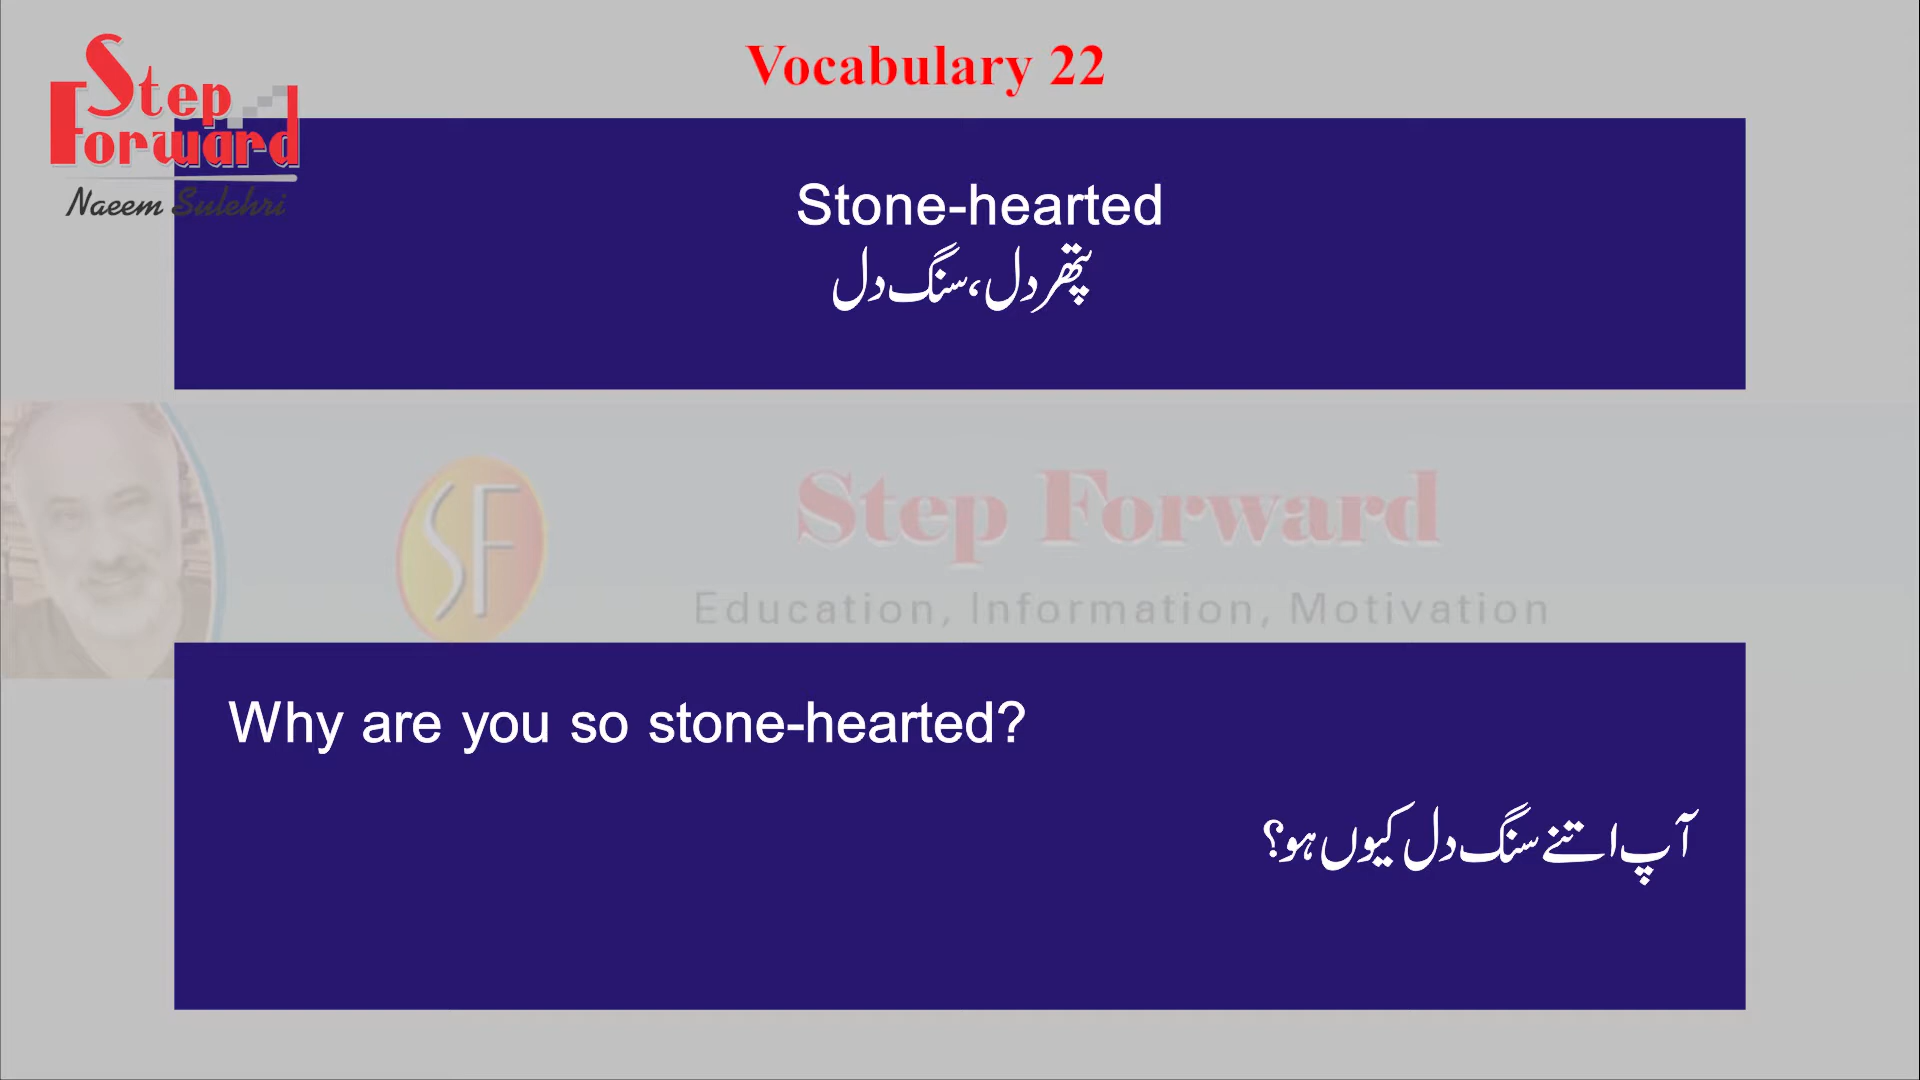 Vocabulary 22
Step
Forward
Naeem Sulehri
Stone-hearted
پتھر دل، سنگ دل
SF
Step Forward
Education, Information, Motivation
Why are you so stone-hearted?
آپ اتنے سنگ دل کیوں ہو؟